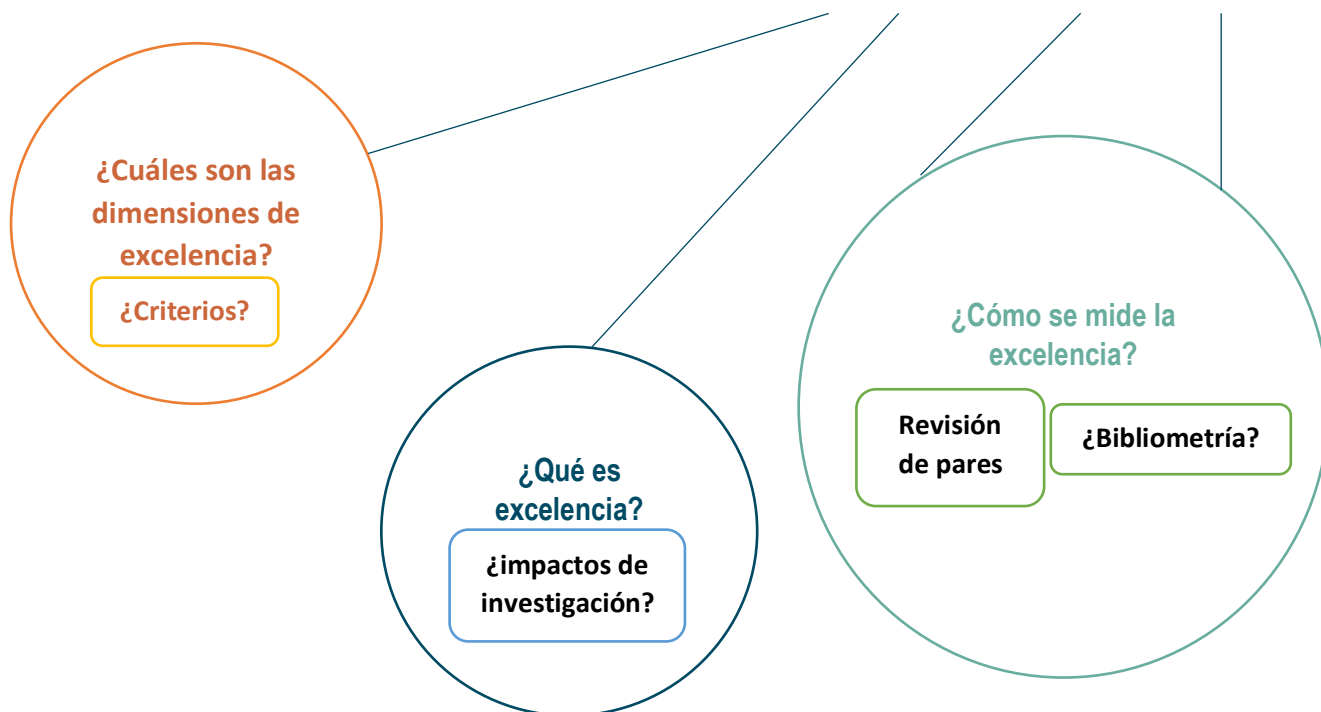 ¿Cuáles son las
dimensiones de
excelencia?
¿Criterios?
¿Qué es
excelencia?
¿impactos de
investigación?
¿Cómo se mide la
excelencia?
Revisión
de pares
¿Bibliometría?